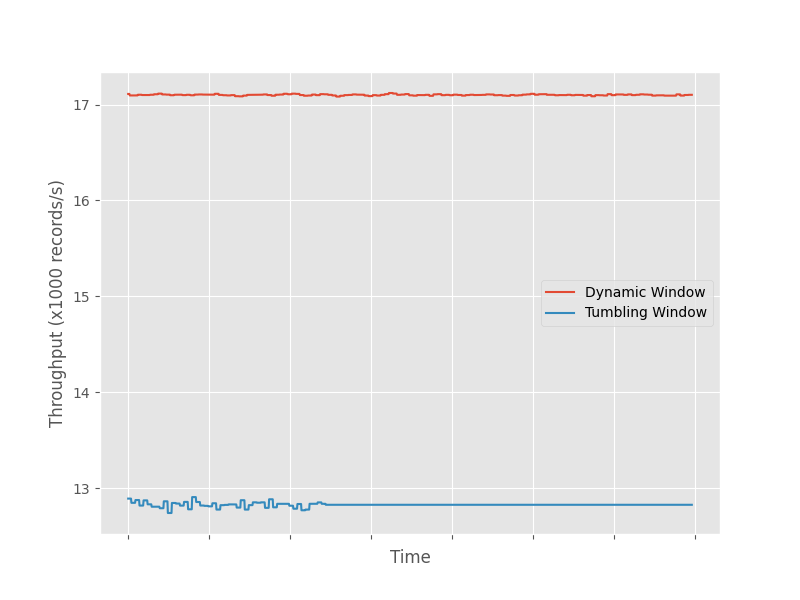 17
16
15
14
13
Throughput (x1000 records/s)
Dynamic Window
Tumbling Window
Time